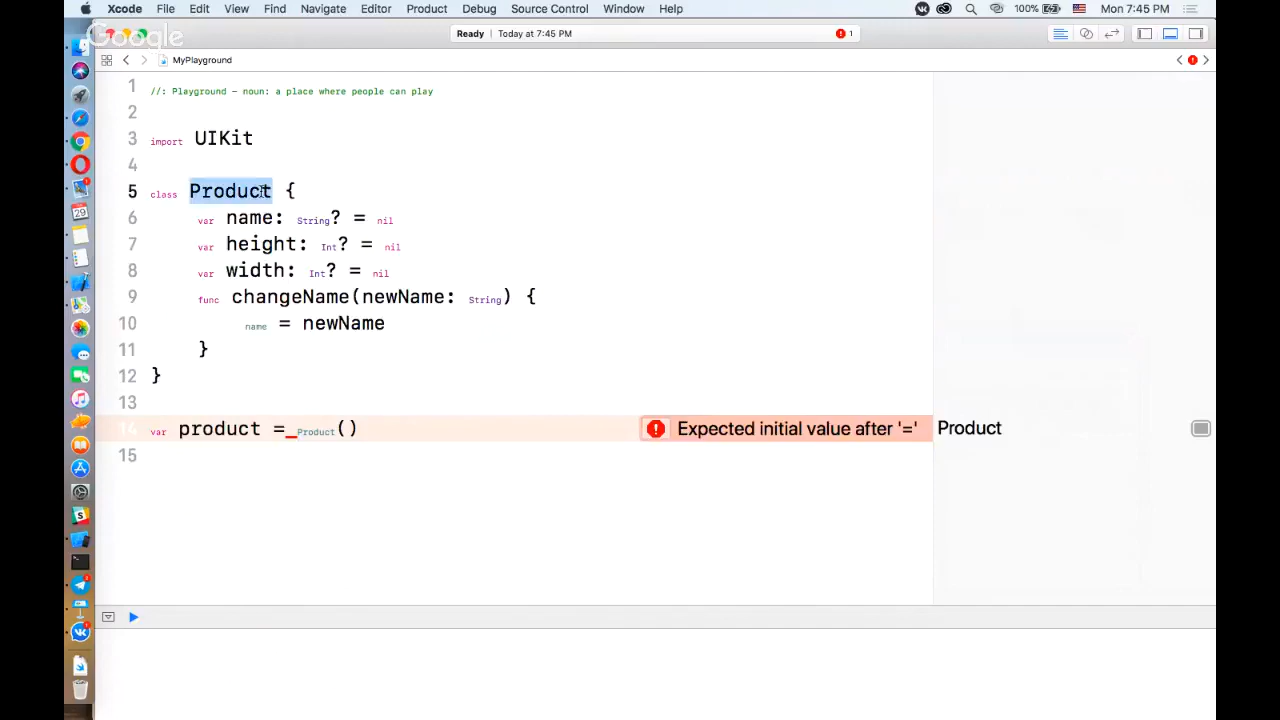 Xcode File Edit View Find Navigate Editor Product Debug Source Control Window Help 100% Mon 7:45 PM
Google
Ready | Today at 7:45 PM 1
MyPlayground
1 //: Playground – noun: a place where people can play
2
3 import UIKit
4
5 class Product {
6 var name: String? = nil
7 var height: Int? = nil
8 var width: Int? = nil
9 func changeName(newName: String) {
10 name = newName
11 }
12 }
13
14 var product = Product() Expected initial value after '=' Product
15